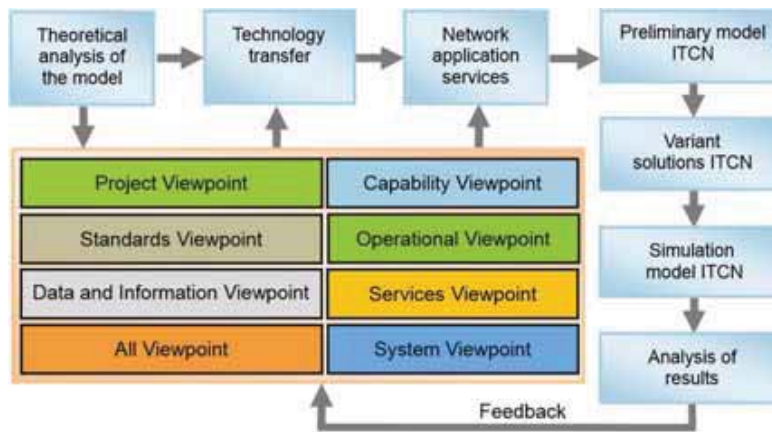 Theoretical
analysis of
the model
Technology
transfer
Network
application
services
Preliminary model
ITCN
Variant
solutions ITCN
Simulation
model ITCN
Analysis of
results
Project Viewpoint
Capability Viewpoint
Standards Viewpoint
Operational Viewpoint
Data and Information Viewpoint
Services Viewpoint
All Viewpoint
System Viewpoint
Feedback